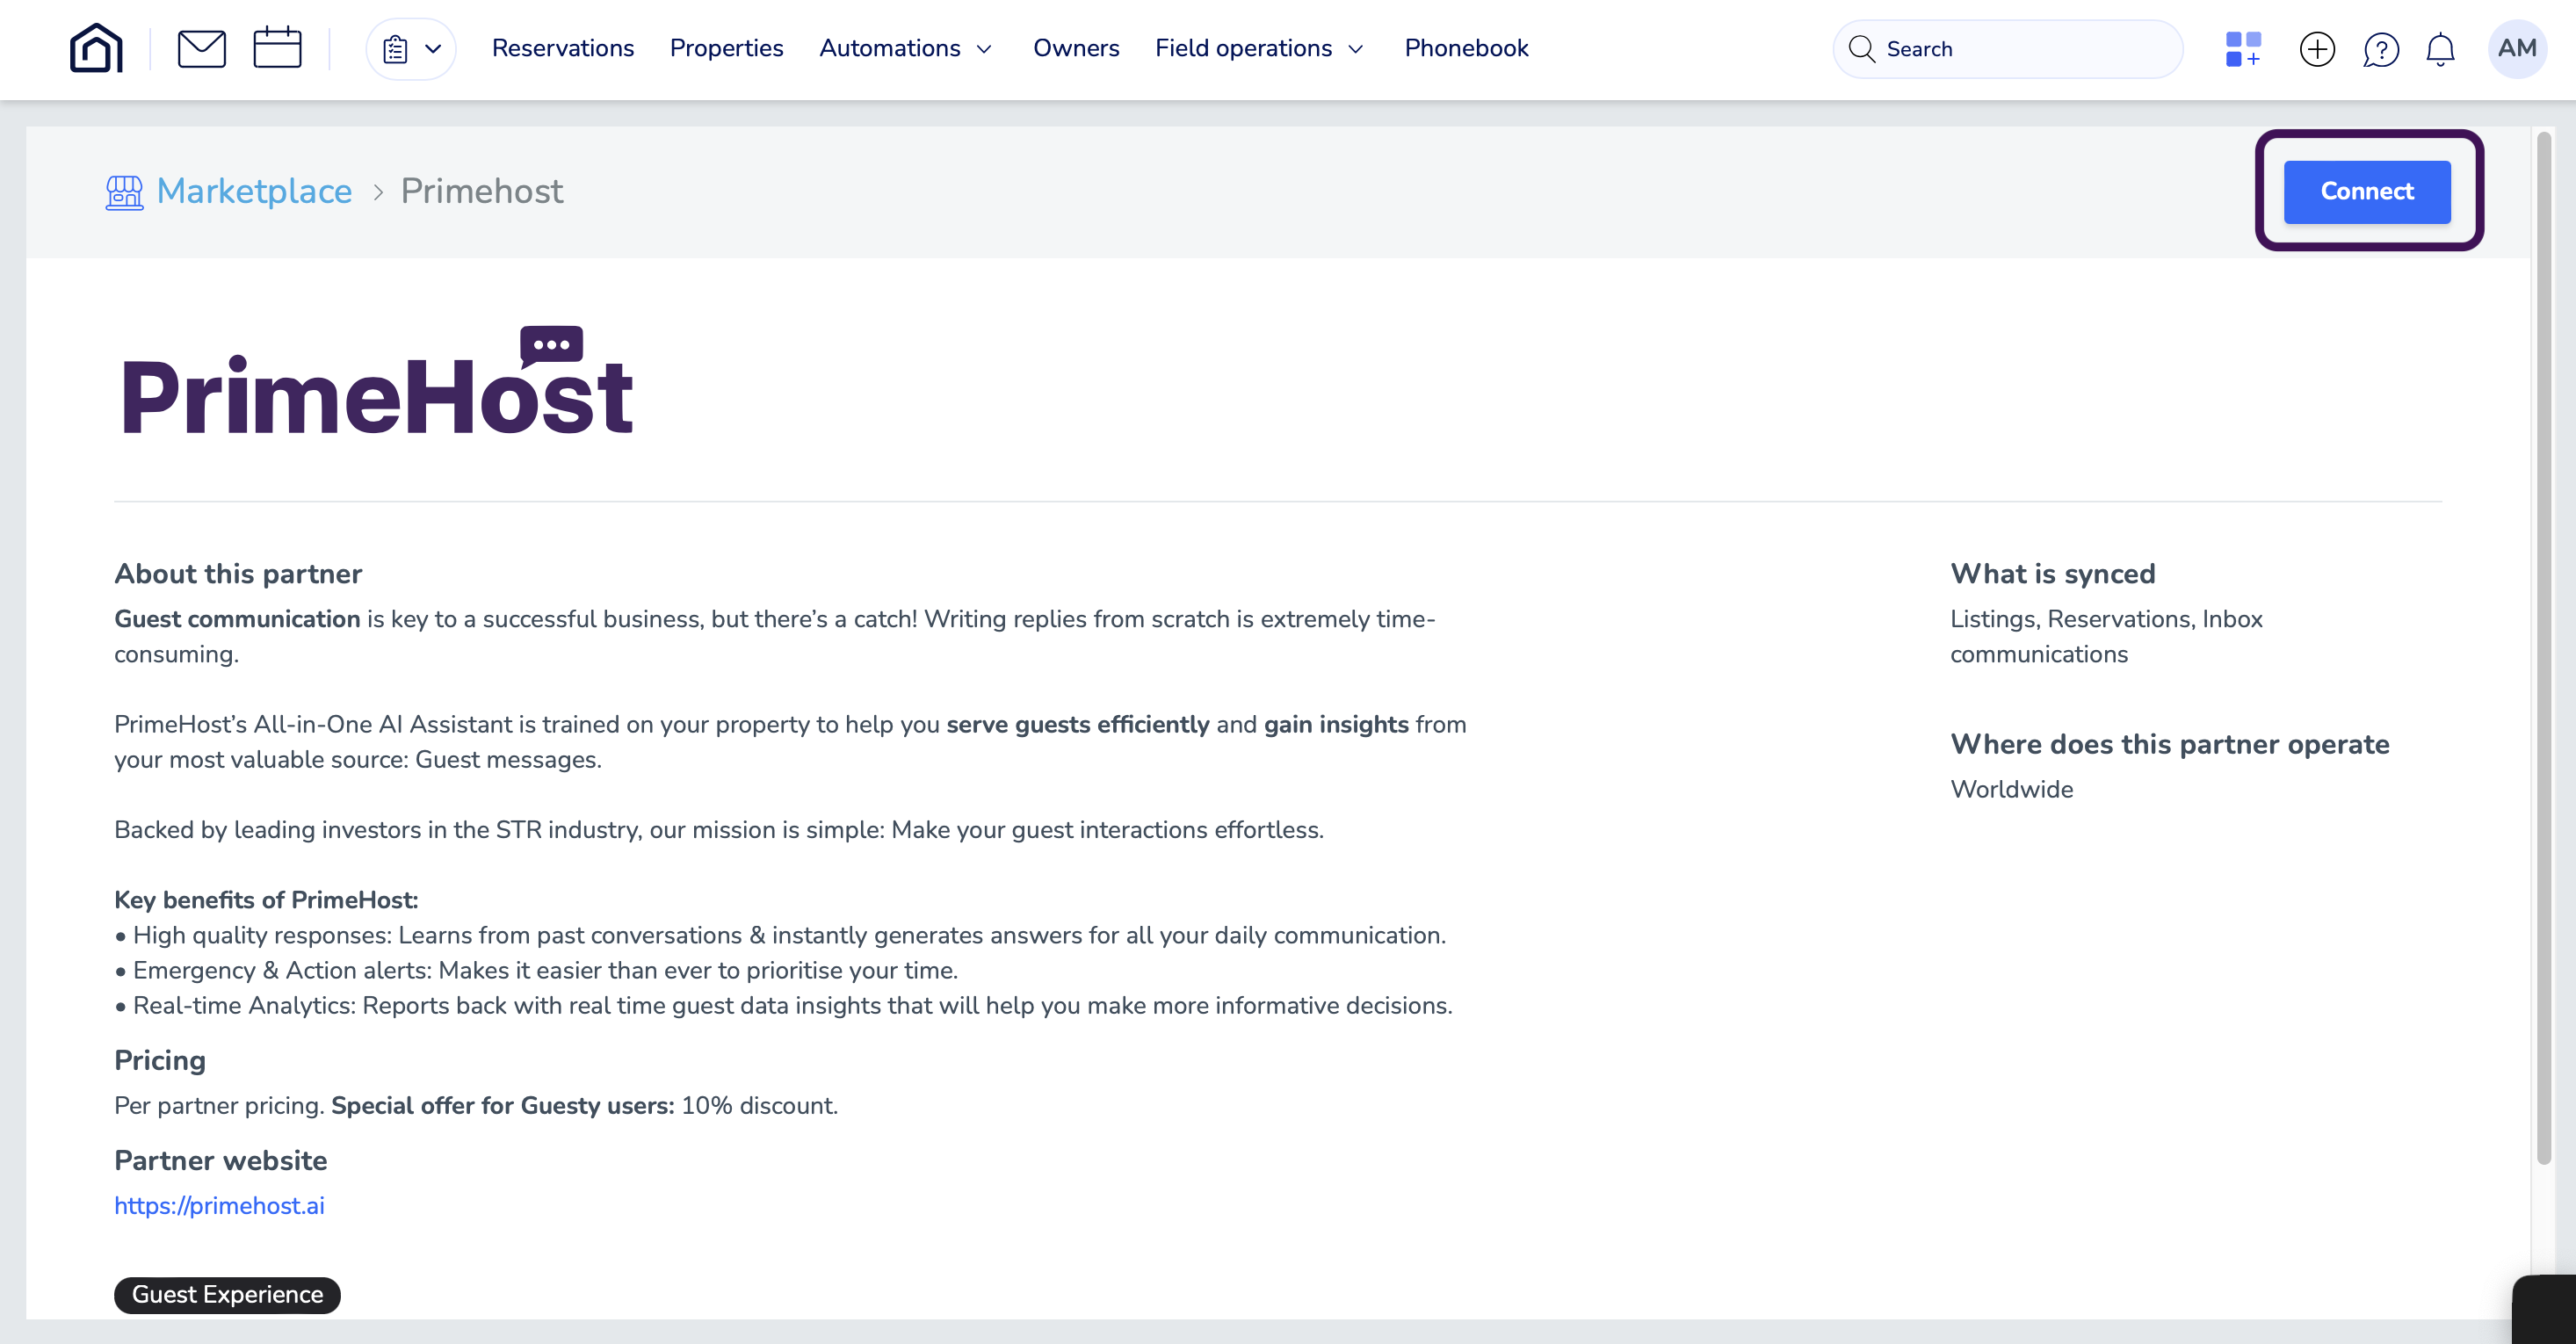 Reservations Properties Automations Owners Field operations Phonebook Search AM
Marketplace > Primehost Connect
PrimeHost
About this partner
Guest communication is key to a successful business, but there’s a catch! Writing replies from scratch is extremely time-
consuming.
PrimeHost’s All-in-One AI Assistant is trained on your property to help you serve guests efficiently and gain insights from
your most valuable source: Guest messages.
Backed by leading investors in the STR industry, our mission is simple: Make your guest interactions effortless.
Key benefits of PrimeHost:
• High quality responses: Learns from past conversations & instantly generates answers for all your daily communication.
• Emergency & Action alerts: Makes it easier than ever to prioritise your time.
• Real-time Analytics: Reports back with real time guest data insights that will help you make more informative decisions.
Pricing
Per partner pricing. Special offer for Guesty users: 10% discount.
Partner website
https://primehost.ai
Guest Experience
What is synced
Listings, Reservations, Inbox
communications
Where does this partner operate
Worldwide